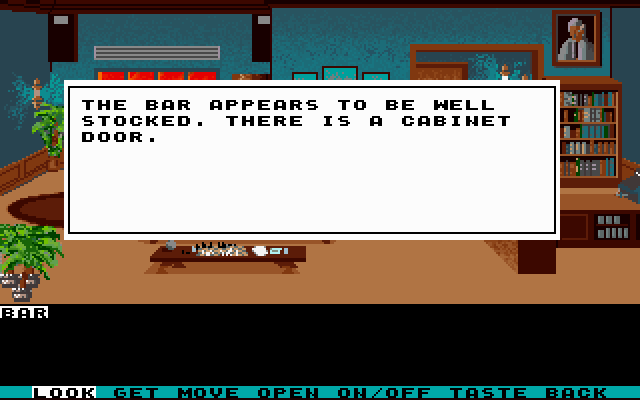 THE BAR APPEARS TO BE WELL
STOCKED. THERE IS A CABINET
DOOR.
BAR
LOOK GET MOVE OPEN ON/OFF TASTE BACK